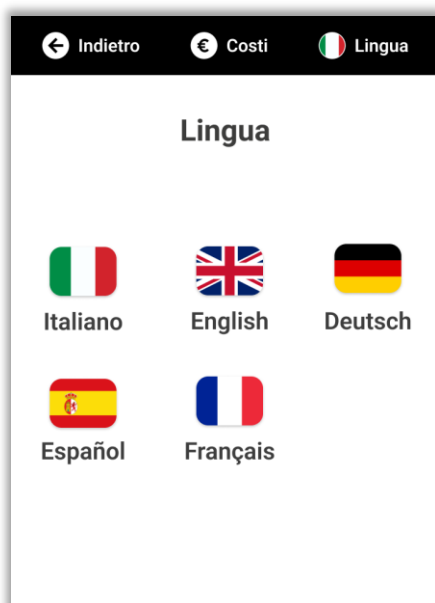 Indietro € Costi Lingua
Lingua
Italiano English Deutsch
Español Français